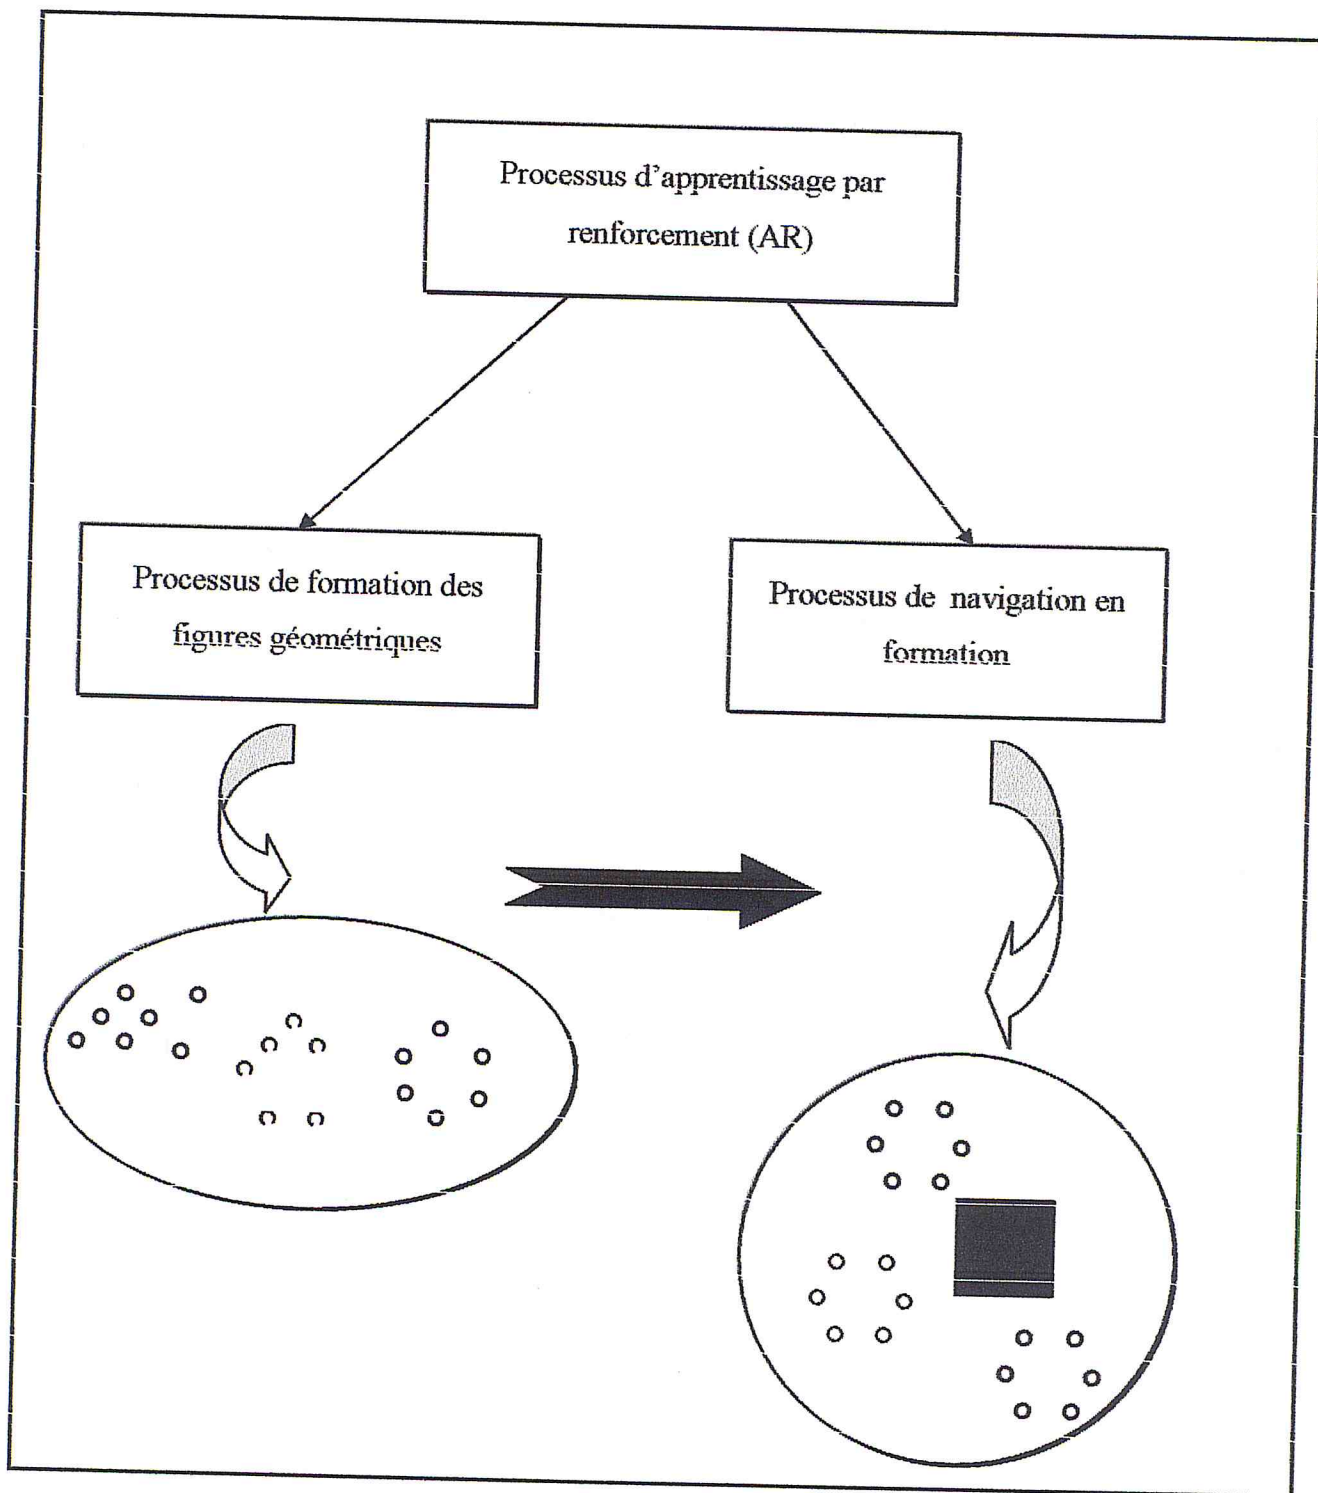 Processus d'apprentissage par
renforcement (AR)
Processus de formation des
figures géométriques
Processus de navigation en
formation